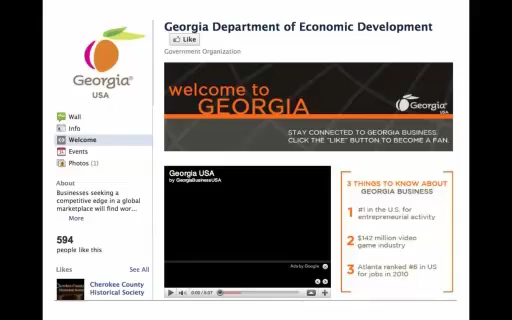 Georgia Department of Economic Development
Like
Government Organization
Georgia®
USA
Wall
Info
Welcome
Events
Photos (1)
About
Businesses seeking a
competitive edge in a global
marketplace will find wor...
More
594
people like this
Likes
See All
Cherokee County
Historical Society
welcome to
GEORGIA
Georgia
USA
STAY CONNECTED TO GEORGIA BUSINESS.
CLICK THE "LIKE" BUTTON TO BECOME A FAN.
Georgia USA
by GeorgiaBusinessUSA
Ads by Google
0:00 / 5:07
3 THINGS TO KNOW ABOUT
GEORGIA BUSINESS
1 #1 in the U.S. for
entrepreneurial activity
2 $142 million video
game industry
3 Atlanta ranked #6 in US
for jobs in 2010